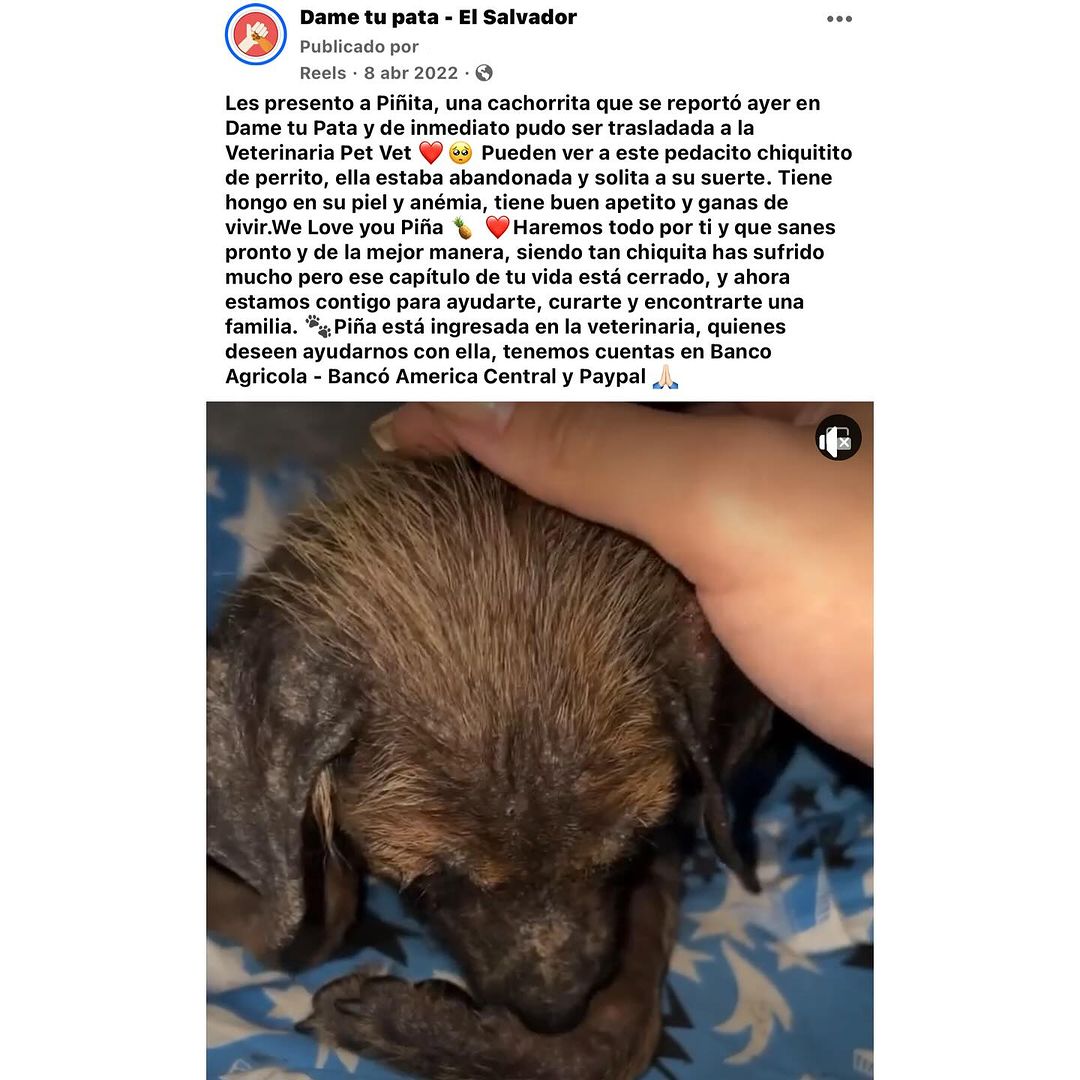 Dame tu pata - El Salvador
Publicado por
Reels · 8 abr 2022 ·
Les presento a Piñita, una cachorrita que se reportó ayer en
Dame tu Pata y de inmediato pudo ser trasladada a la
Veterinaria Pet Vet ❤️🥺 Pueden ver a este pedacito chiquitito
de perrito, ella estaba abandonada y solita a su suerte. Tiene
hongo en su piel y anémia, tiene buen apetito y ganas de
vivir.We Love you Piña 🍍 ❤️Haremos todo por ti y que sanes
pronto y de la mejor manera, siendo tan chiquita has sufrido
mucho pero ese capítulo de tu vida está cerrado, y ahora
estamos contigo para ayudarte, curarte y encontrarte una
familia. 🐾Piña está ingresada en la veterinaria, quienes
deseen ayudarnos con ella, tenemos cuentas en Banco
Agricola - Bancó America Central y Paypal 🙏🏻